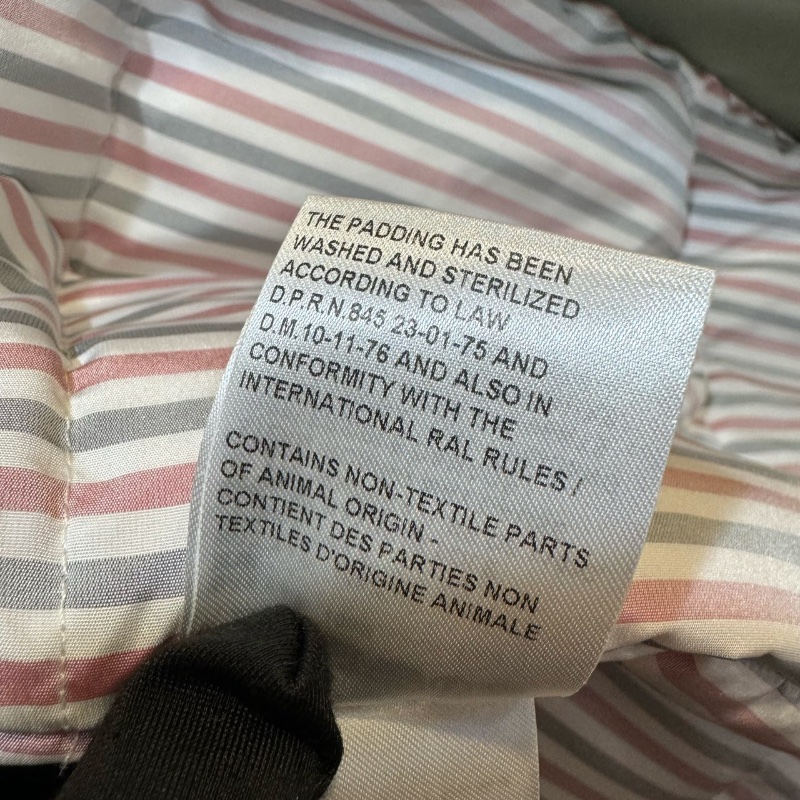 THE PADDING HAS BEEN
WASHED AND STERILIZED
ACCORDING TO LAW
D.P.R.N.845 23-01-75 AND
D.M.10-11-76 AND ALSO IN
CONFORMITY WITH THE
INTERNATIONAL RAL RULES /
CONTAINS NON-TEXTILE PARTS
OF ANIMAL ORIGIN -
CONTIENT DES PARTIES NON
TEXTILES D'ORIGINE ANIMALE